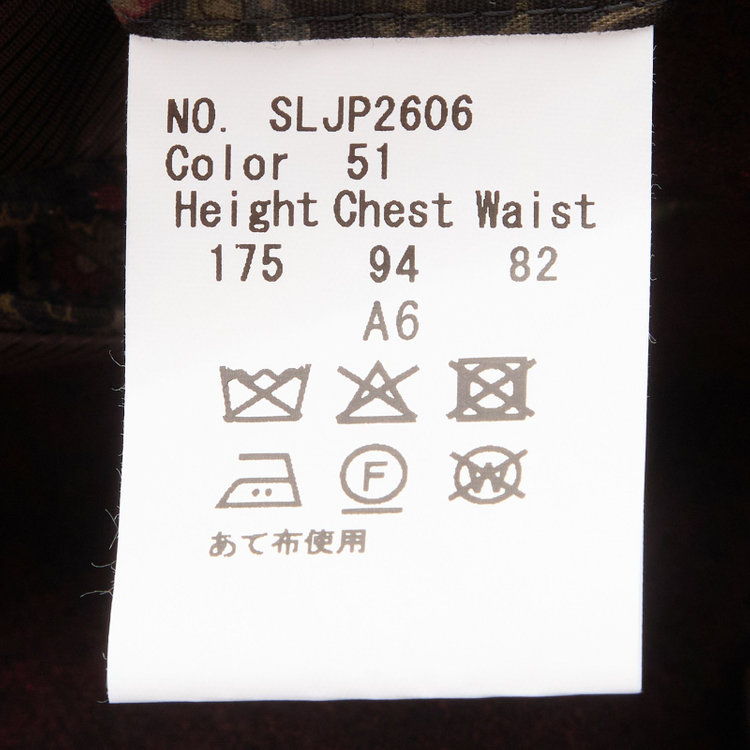 NO. SLJP2606
Color 51
Height Chest Waist
175 94 82
A6
F W
あて布使用